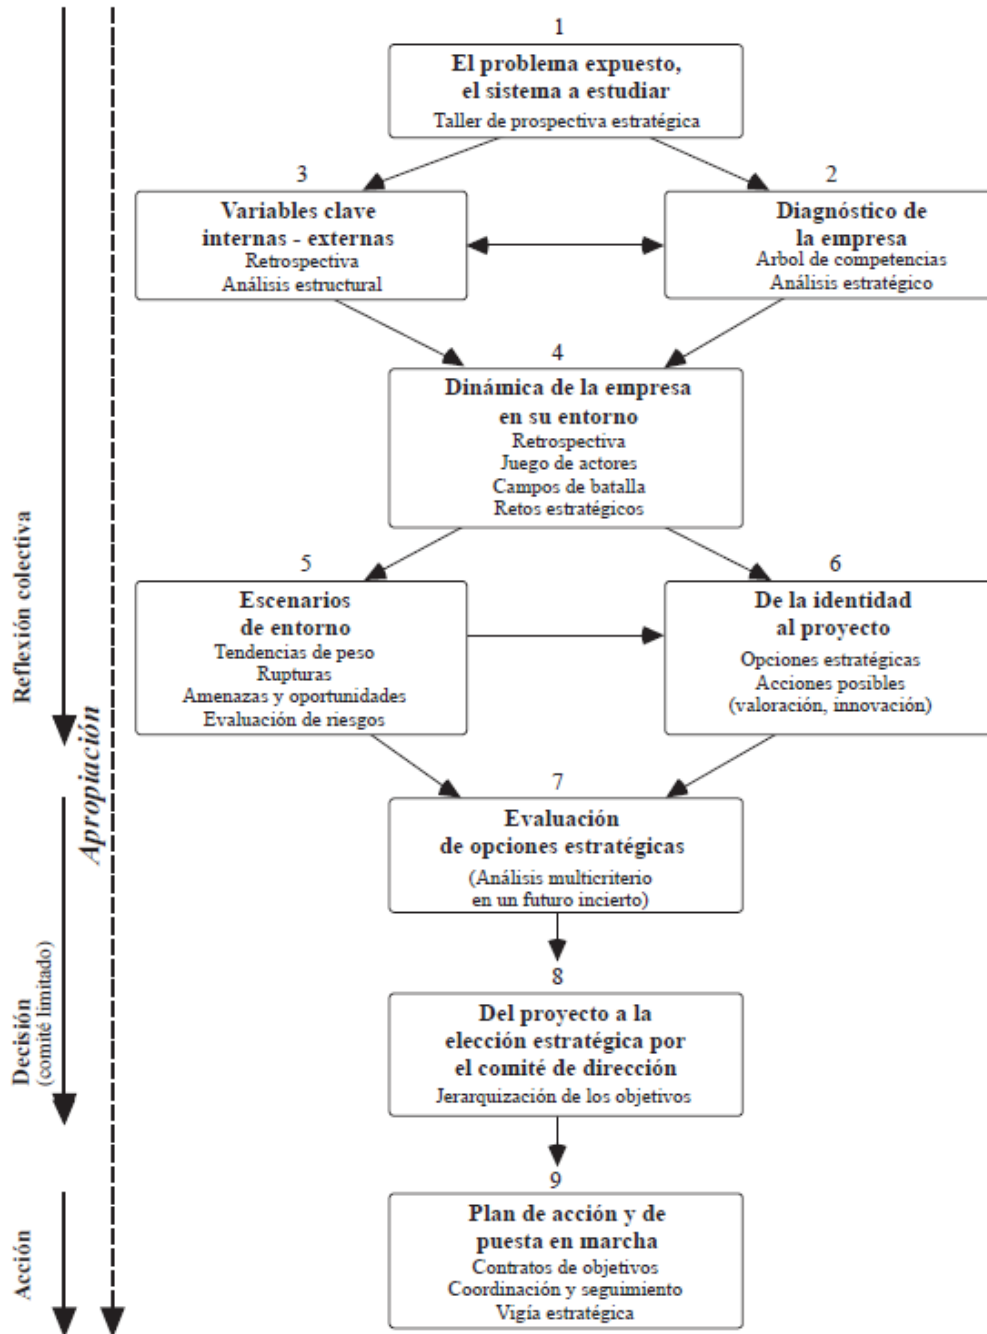 1
El problema expuesto,
el sistema a estudiar
Taller de prospectiva estratégica
3
Variables clave
internas - externas
Retrospectiva
Análisis estructural
2
Diagnóstico de
la empresa
Arbol de competencias
Análisis estratégico
4
Dinámica de la empresa
en su entorno
Retrospectiva
Juego de actores
Campos de batalla
Retos estratégicos
5
Escenarios
de entorno
Tendencias de peso
Rupturas
Amenazas y oportunidades
Evaluación de riesgos
6
De la identidad
al proyecto
Opciones estratégicas
Acciones posibles
(valoración, innovación)
7
Evaluación
de opciones estratégicas
(Análisis multicriterio
en un futuro incierto)
8
Del proyecto a la
elección estratégica por
el comité de dirección
Jerarquización de los objetivos
9
Plan de acción y de
puesta en marcha
Contratos de objetivos
Coordinación y seguimiento
Vigía estratégica
Reflexión colectiva
Apropiación
Decisión
(comité limitado)
Acción